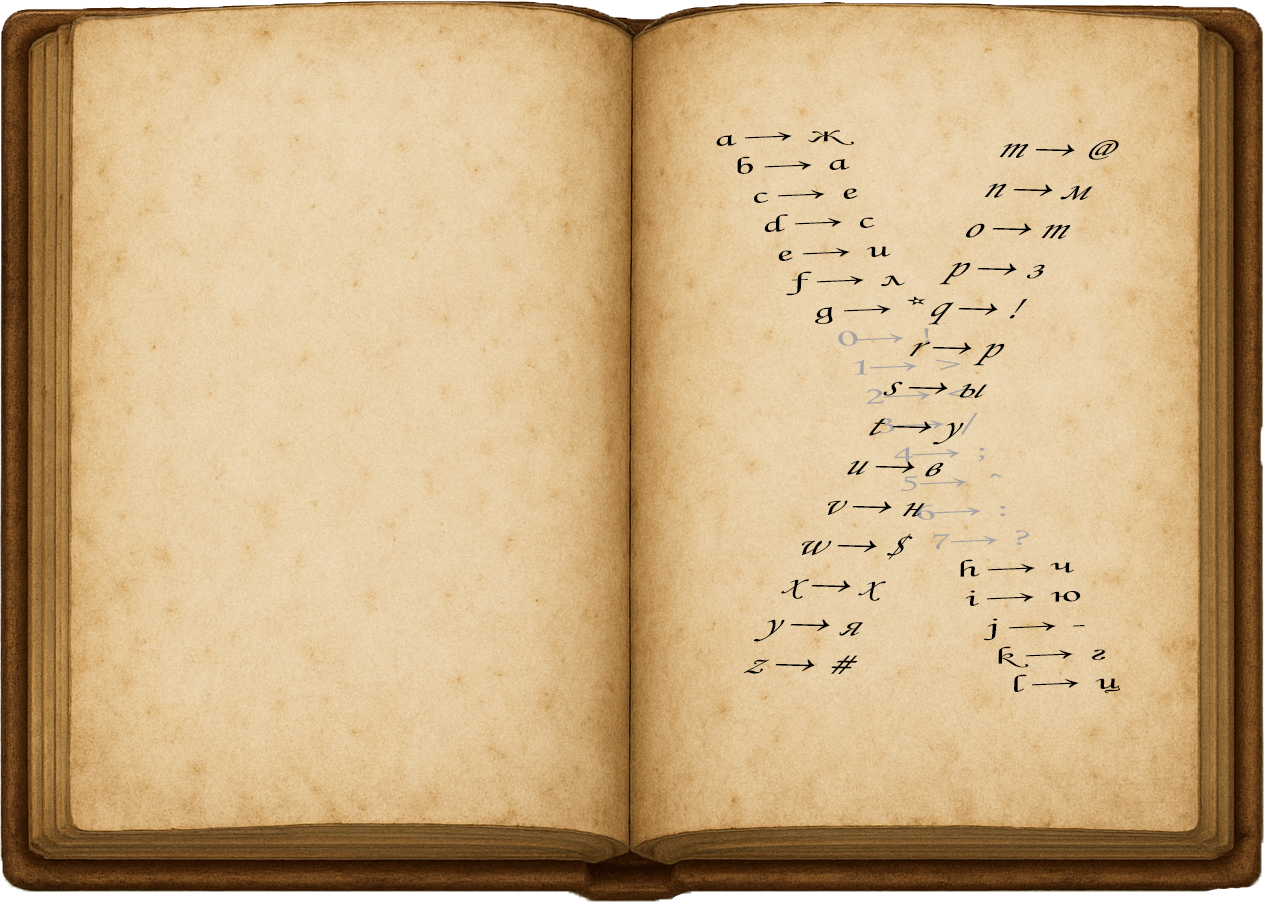 a → ж
b → a
c → e
d → c
e → и
f → л
g → *
0 → !
1 → >
2 → <
3 → /
4 → ;
5 → ^
6 → :
7 → ?
h → ч
i → ю
j → -
k → г
l → ц
m → @
n → м
o → т
p → з
q → !
r → р
s → ы
t → у
u → в
v → н
w → $
x → х
y → я
z → #